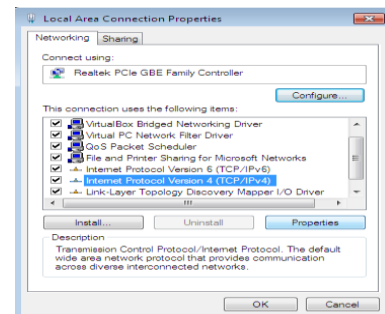 Local Area Connection Properties
Networking
Sharing
Connect using:
Realtek PCIe GBE Family Controller
Configure...
This connection uses the following items:
VirtualBox Bridged Networking Driver
Virtual PC Network Filter Driver
QoS Packet Scheduler
File and Printer Sharing for Microsoft Networks
Internet Protocol Version 6 (TCP/IPv6)
Internet Protocol Version 4 (TCP/IPv4)
Link-Layer Topology Discovery Mapper I/O Driver
Install...
Uninstall
Properties
Description
Transmission Control Protocol/Internet Protocol. The default
wide area network protocol that provides communication
across diverse interconnected networks.
OK
Cancel